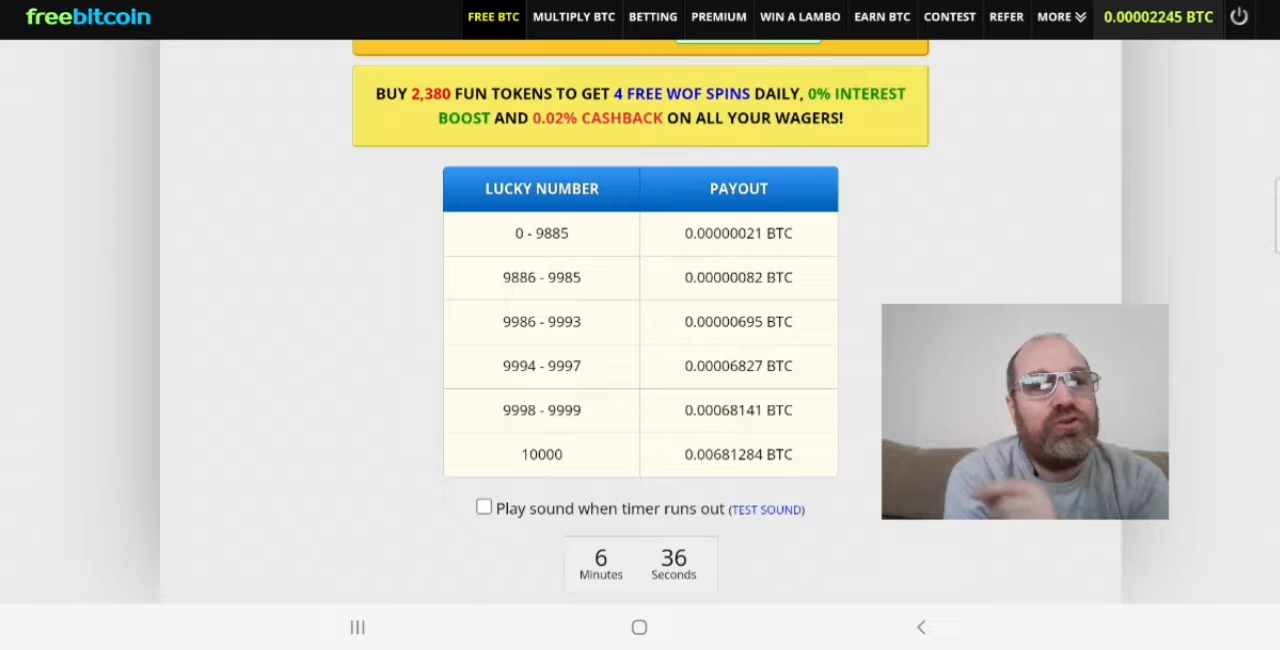 freebitcoin FREE BTC MULTIPLY BTC BETTING PREMIUM WIN A LAMBO EARN BTC CONTEST REFER MORE 0.00002245 BTC
BUY 2,380 FUN TOKENS TO GET 4 FREE WOF SPINS DAILY, 0% INTEREST
BOOST AND 0.02% CASHBACK ON ALL YOUR WAGERS!
LUCKY NUMBER PAYOUT
0 - 9885 0.00000021 BTC
9886 - 9985 0.00000082 BTC
9986 - 9993 0.00000695 BTC
9994 - 9997 0.00006827 BTC
9998 - 9999 0.00068141 BTC
10000 0.00681284 BTC
Play sound when timer runs out (TEST SOUND)
6 36
Minutes Seconds